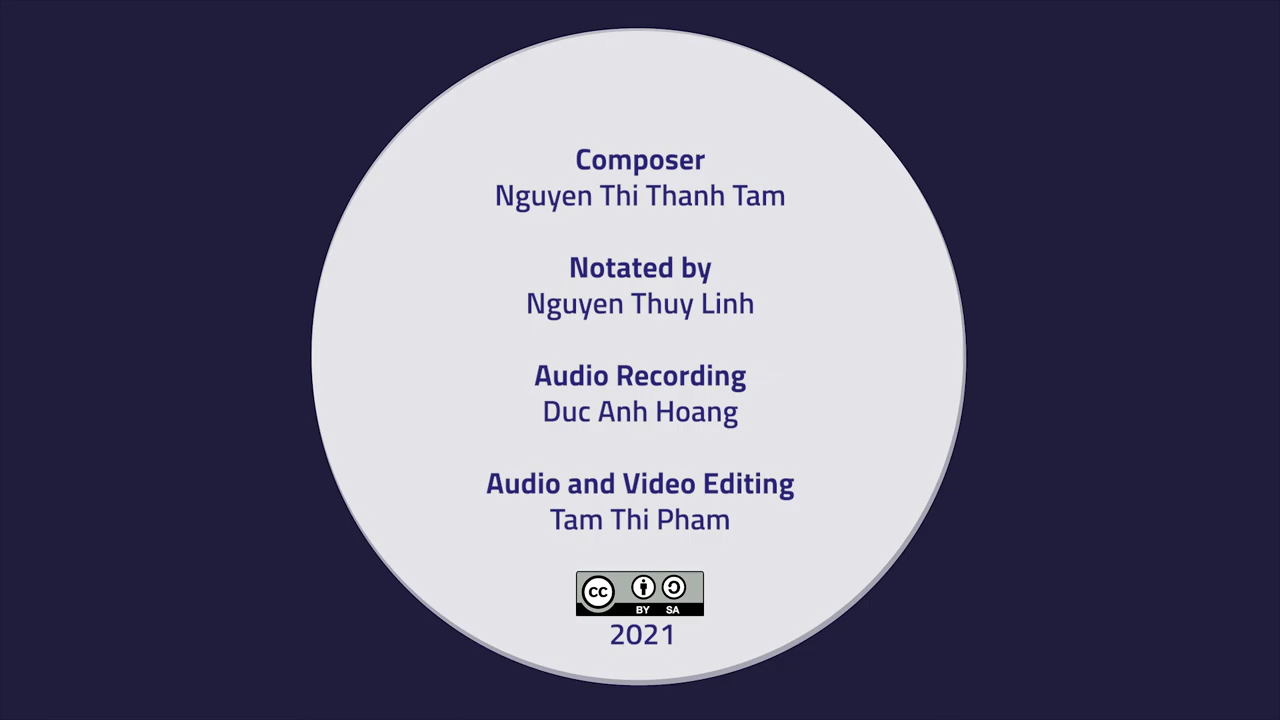 Composer
Nguyen Thi Thanh Tam
Notated by
Nguyen Thuy Linh
Audio Recording
Duc Anh Hoang
Audio and Video Editing
Tam Thi Pham
CC
BY SA
2021